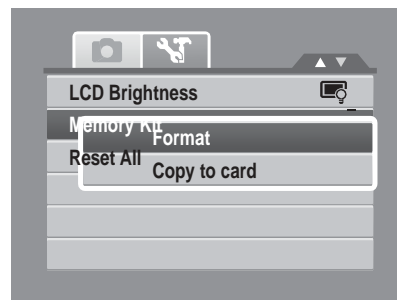 LCD Brightness
Memory Kit
Format
Reset All
Copy to card